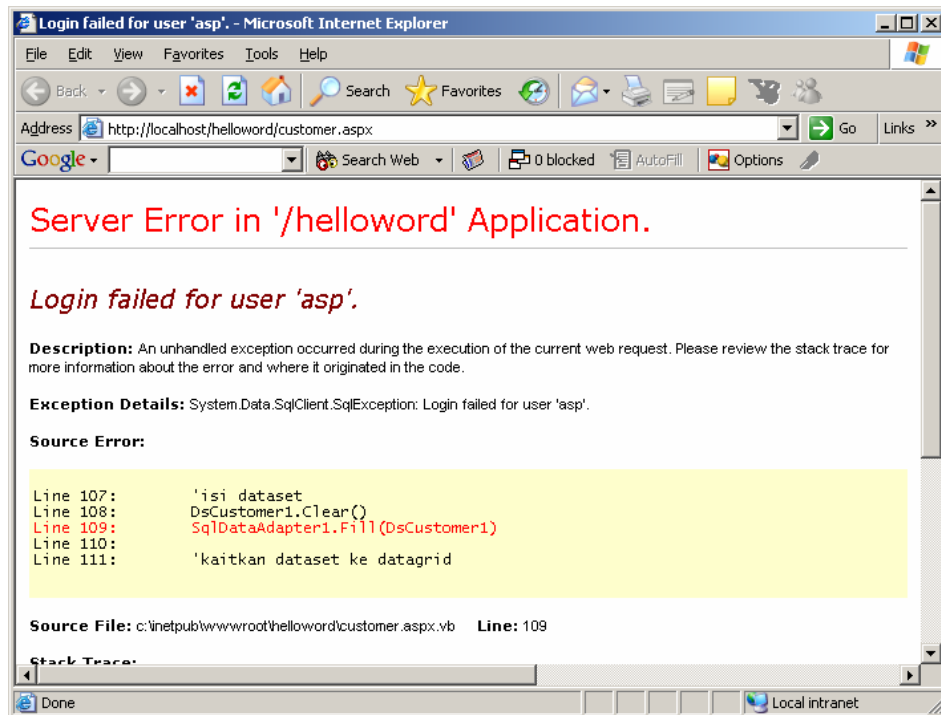 Login failed for user 'asp'. - Microsoft Internet Explorer
File Edit View Favorites Tools Help
Back Search Favorites
Address http://localhost/helloword/customer.aspx Go Links »
Google Search Web 0 blocked AutoFill Options
Server Error in '/helloword' Application.
Login failed for user 'asp'.
Description: An unhandled exception occurred during the execution of the current web request. Please review the stack trace for
more information about the error and where it originated in the code.
Exception Details: System.Data.SqlClient.SqlException: Login failed for user 'asp'.
Source Error:
Line 107: 'isi dataset
Line 108: DsCustomer1.Clear()
Line 109: SqlDataAdapter1.Fill(DsCustomer1)
Line 110:
Line 111: 'kaitkan dataset ke datagrid
Source File: c:\inetpub\wwwroot\helloword\customer.aspx.vb Line: 109
Stack Trace:
Done Local intranet